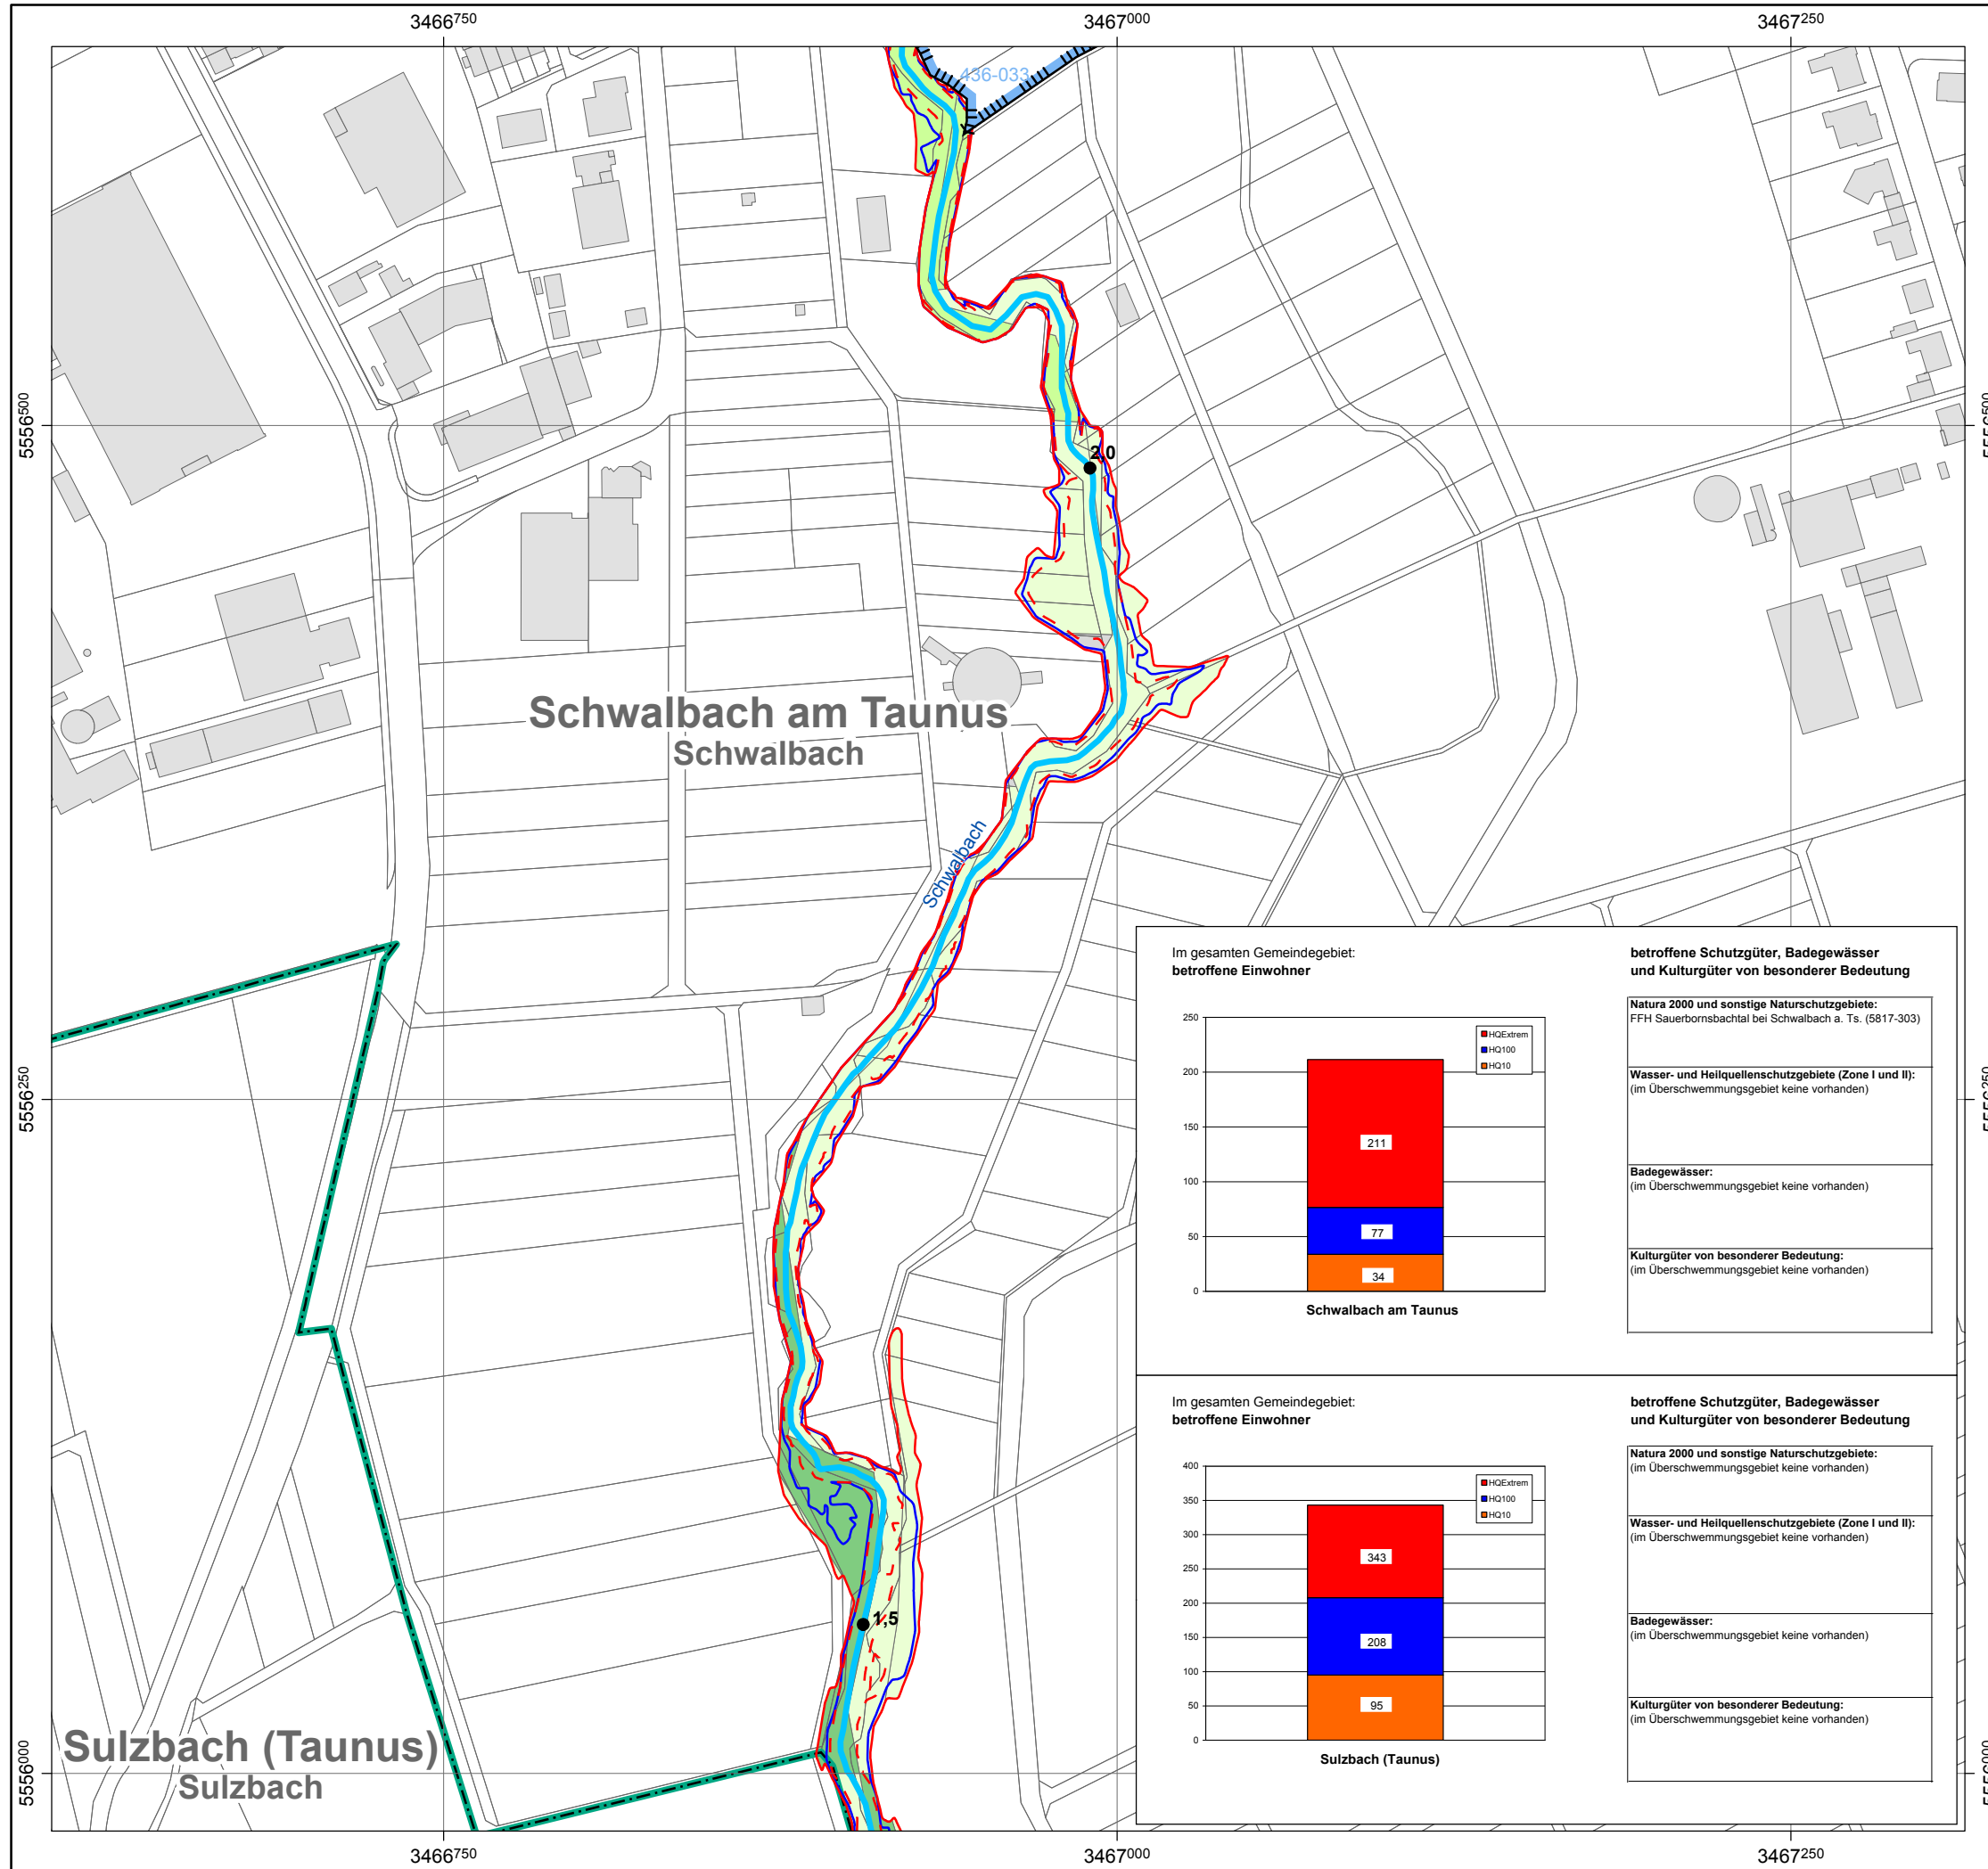 3466750
3467000
3467250
436-033
5556500
5556500
2,0
Schwalbach am Taunus
Schwalbach
Schwalbach
Im gesamten Gemeindegebiet:
betroffene Einwohner
betroffene Schutzgüter, Badegewässer
und Kulturgüter von besonderer Bedeutung
250
200
150
100
50
0
HQExtrem
HQ100
HQ10
211
77
34
Schwalbach am Taunus
Natura 2000 und sonstige Naturschutzgebiete:
FFH Sauerbornsbachtal bei Schwalbach a. Ts. (5817-303)
Wasser- und Heilquellenschutzgebiete (Zone I und II):
(im Überschwemmungsgebiet keine vorhanden)
Badegewässer:
(im Überschwemmungsgebiet keine vorhanden)
Kulturgüter von besonderer Bedeutung:
(im Überschwemmungsgebiet keine vorhanden)
5556250
5556250
Im gesamten Gemeindegebiet:
betroffene Einwohner
betroffene Schutzgüter, Badegewässer
und Kulturgüter von besonderer Bedeutung
400
350
300
250
200
150
100
50
0
HQExtrem
HQ100
HQ10
343
208
95
Sulzbach (Taunus)
Natura 2000 und sonstige Naturschutzgebiete:
(im Überschwemmungsgebiet keine vorhanden)
Wasser- und Heilquellenschutzgebiete (Zone I und II):
(im Überschwemmungsgebiet keine vorhanden)
Badegewässer:
(im Überschwemmungsgebiet keine vorhanden)
Kulturgüter von besonderer Bedeutung:
(im Überschwemmungsgebiet keine vorhanden)
1,5
Sulzbach (Taunus)
Sulzbach
5556000
5556000
3466750
3467000
3467250